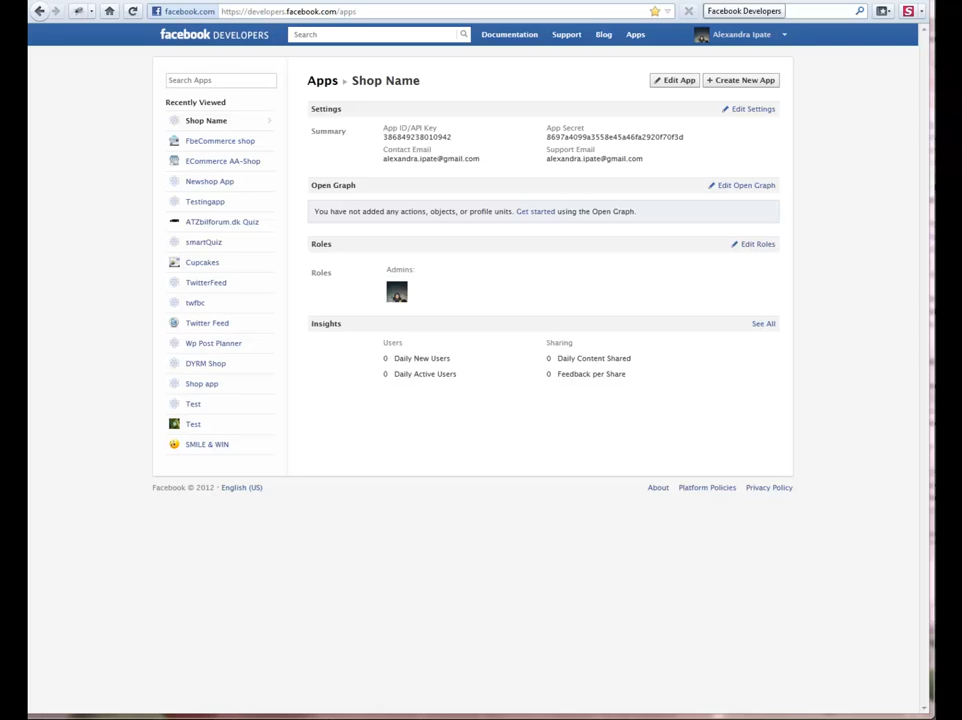 facebook.com https://developers.facebook.com/apps Facebook Developers
facebook DEVELOPERS Search Documentation Support Blog Apps Alexandra Ipate
Search Apps
Recently Viewed
Shop Name
FbeCommerce shop
ECommerce AA-Shop
Newshop App
Testingapp
ATZbilforum.dk Quiz
smartQuiz
Cupcakes
TwitterFeed
twfbc
Twitter Feed
Wp Post Planner
DYRM Shop
Shop app
Test
Test
SMILE & WIN
Apps ▸ Shop Name Edit App + Create New App
Settings Edit Settings
Summary
App ID/API Key
386849238010942
Contact Email
alexandra.ipate@gmail.com
App Secret
8697a4099a3558e45a46fa2920f70f3d
Support Email
alexandra.ipate@gmail.com
Open Graph Edit Open Graph
You have not added any actions, objects, or profile units. Get started using the Open Graph.
Roles Edit Roles
Roles
Admins:
Insights See All
Users
0 Daily New Users
0 Daily Active Users
Sharing
0 Daily Content Shared
0 Feedback per Share
Facebook © 2012 · English (US) About Platform Policies Privacy Policy